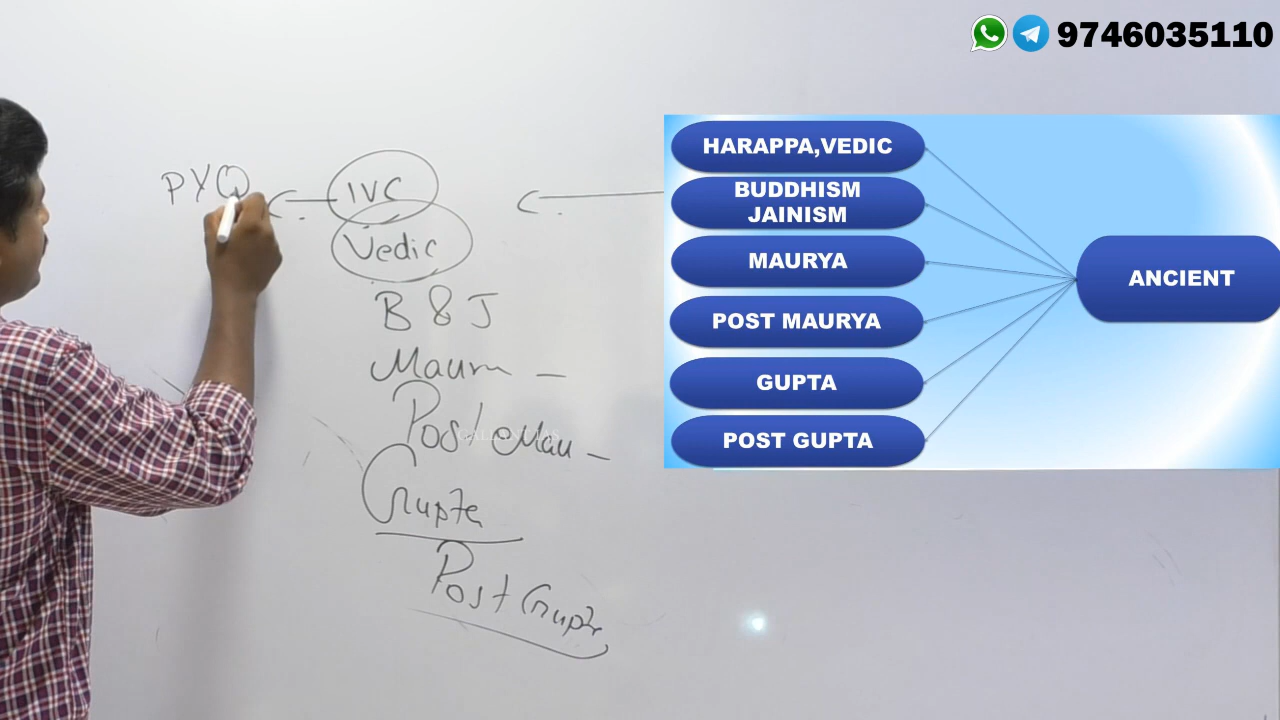 9746035110
PYQ
IVC
Vedic
B & J
Maurn –
Post Mau –
Gupta
Post Gupta
HARAPPA,VEDIC
BUDDHISM
JAINISM
MAURYA
POST MAURYA
GUPTA
POST GUPTA
ANCIENT